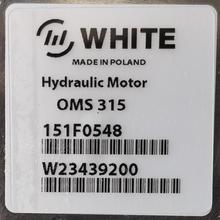 WHITE
MADE IN POLAND
Hydraulic Motor
OMS 315
151F0548
W23439200